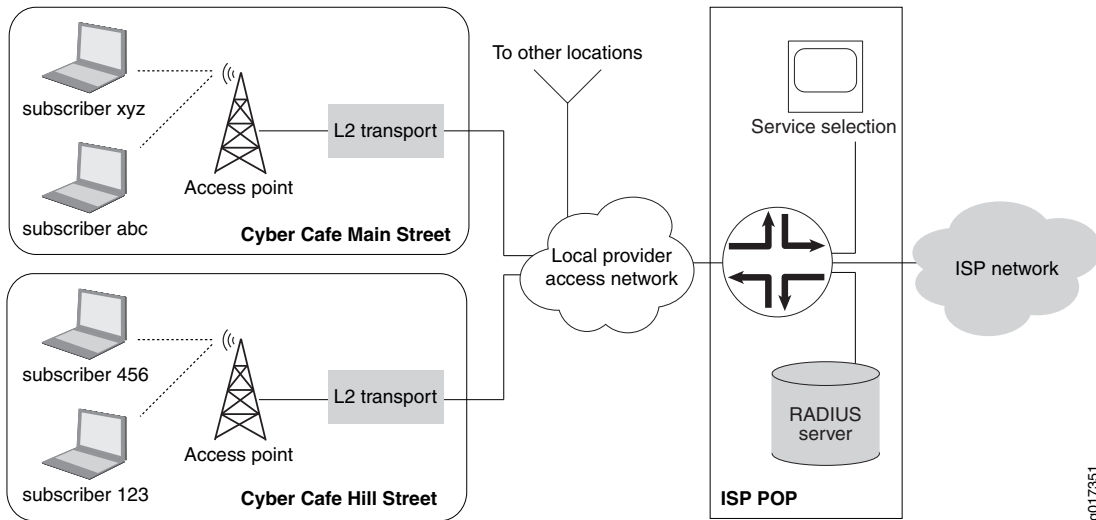 subscriber xyz
subscriber abc
Access point
L2 transport
Cyber Cafe Main Street
subscriber 456
subscriber 123
Access point
L2 transport
Cyber Cafe Hill Street
To other locations
Local provider
access network
Service selection
RADIUS
server
ISP POP
ISP network
g017351